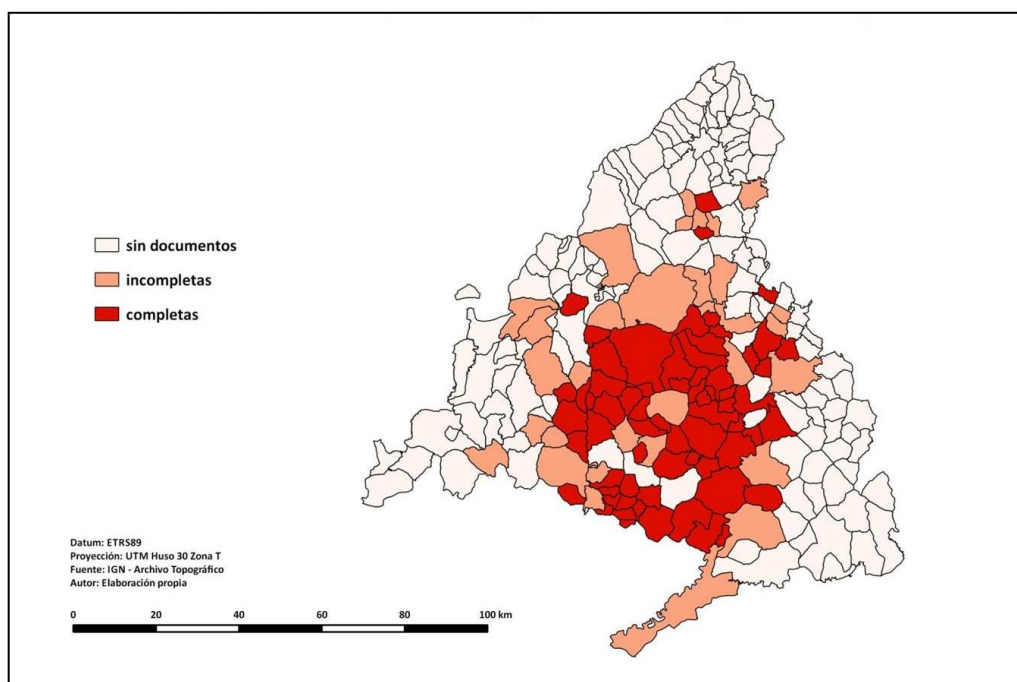 sin documentos
incompletas
completas
Datum: ETRS89
Proyección: UTM Huso 30 Zona T
Fuente: IGN - Archivo Topográfico
Autor: Elaboración propia
0 20 40 60 80 100 km